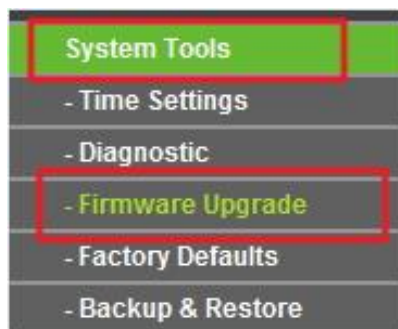 System Tools
- Time Settings
- Diagnostic
- Firmware Upgrade
- Factory Defaults
- Backup & Restore